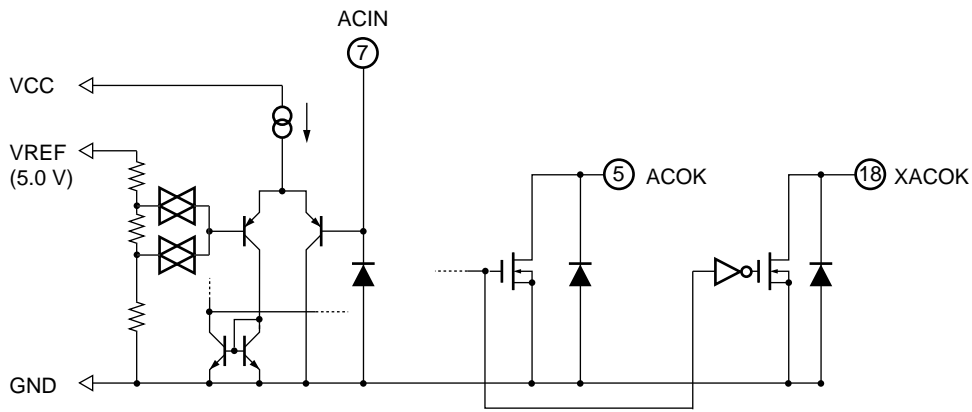 ACIN
7
VCC
VREF
(5.0 V)
5 ACOK
18 XACOK
GND